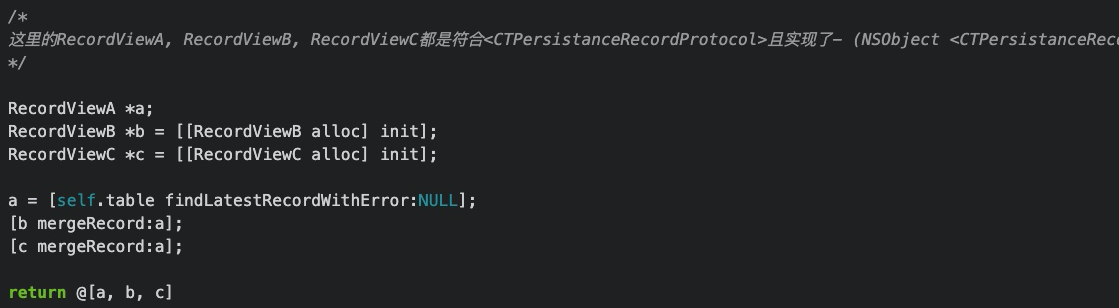 /*
这里的RecordViewA, RecordViewB, RecordViewC都是符合<CTPersistanceRecordProtocol>且实现了- (NSObject <CTPersistanceReco
*/
RecordViewA *a;
RecordViewB *b = [[RecordViewB alloc] init];
RecordViewC *c = [[RecordViewC alloc] init];
a = [self.table findLatestRecordWithError:NULL];
[b mergeRecord:a];
[c mergeRecord:a];
return @[a, b, c]